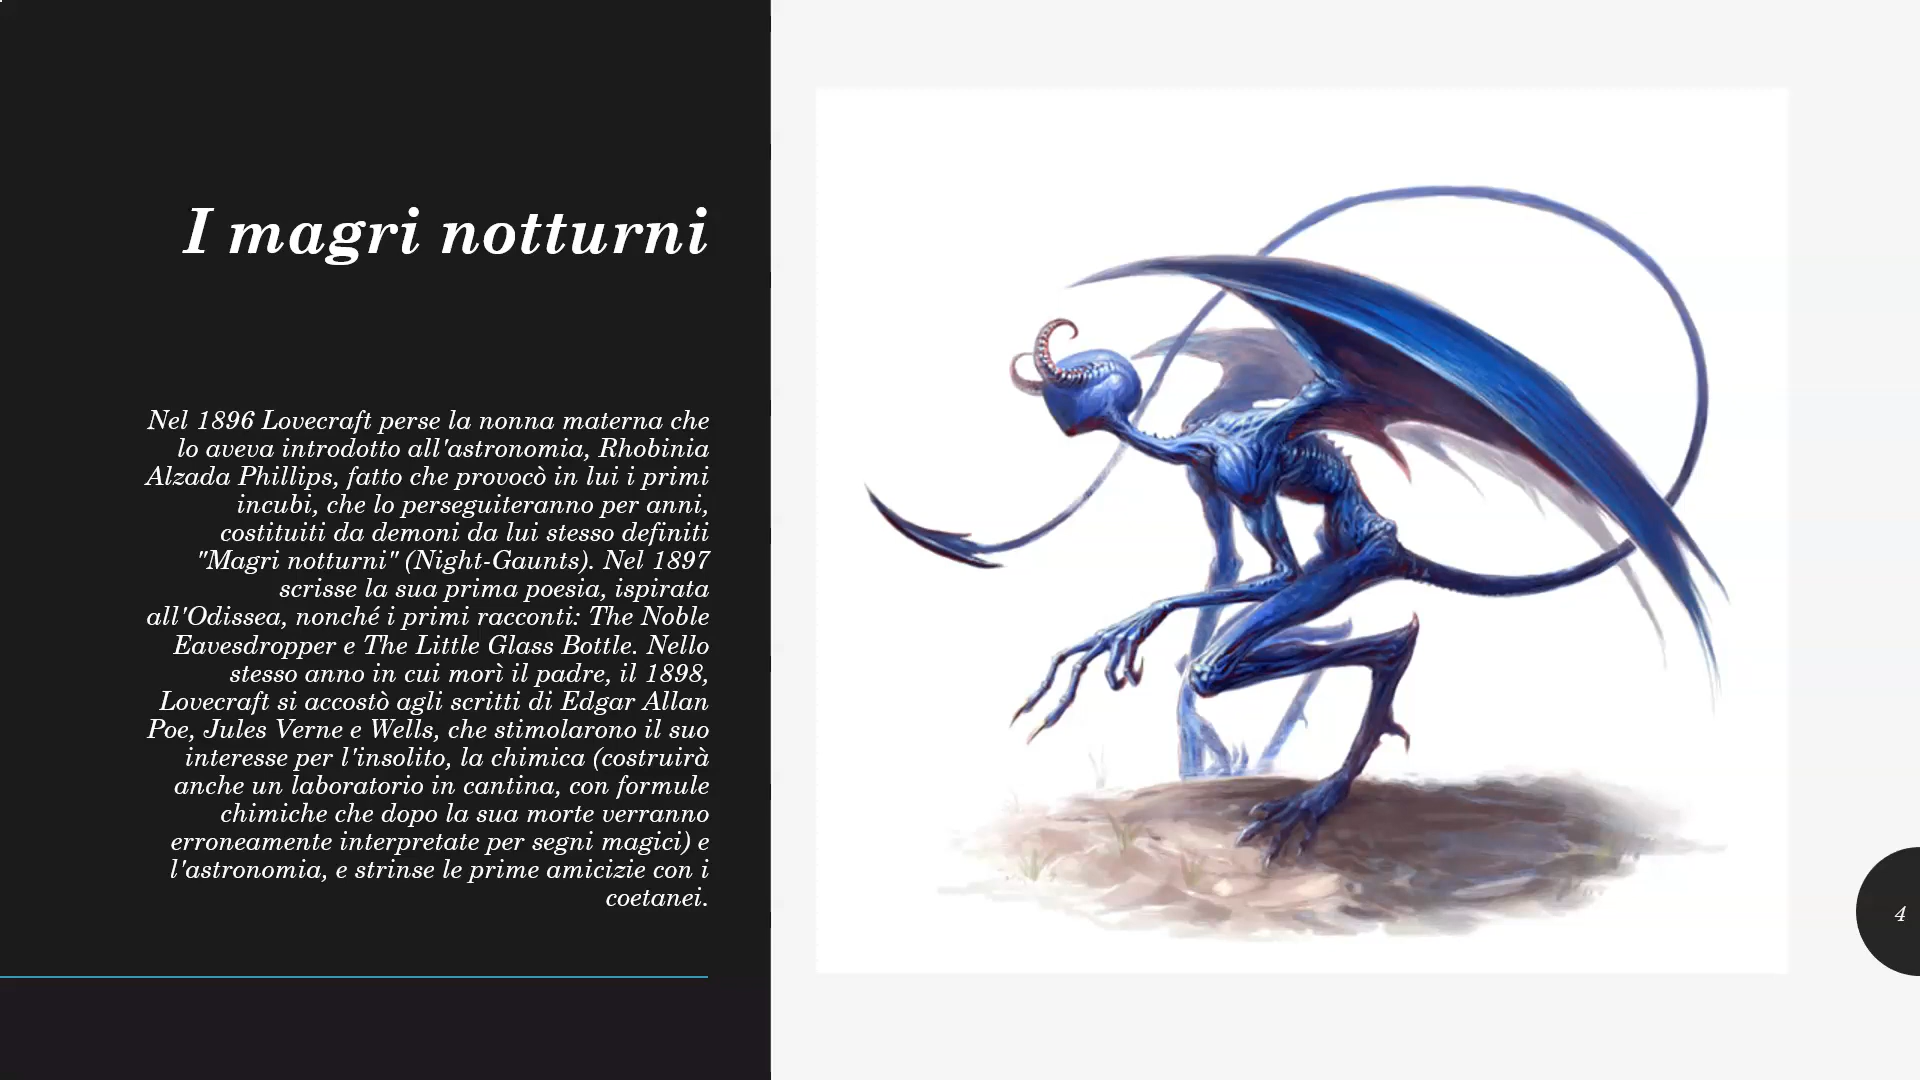 I magri notturni
Nel 1896 Lovecraft perse la nonna materna che
lo aveva introdotto all'astronomia, Rhobinia
Alzada Phillips, fatto che provocò in lui i primi
incubi, che lo perseguiteranno per anni,
costituiti da demoni da lui stesso definiti
"Magri notturni" (Night-Gaunts). Nel 1897
scrisse la sua prima poesia, ispirata
all'Odissea, nonché i primi racconti: The Noble
Eavesdropper e The Little Glass Bottle. Nello
stesso anno in cui morì il padre, il 1898,
Lovecraft si accostò agli scritti di Edgar Allan
Poe, Jules Verne e Wells, che stimolarono il suo
interesse per l'insolito, la chimica (costruirà
anche un laboratorio in cantina, con formule
chimiche che dopo la sua morte verranno
erroneamente interpretate per segni magici) e
l'astronomia, e strinse le prime amicizie con i
coetanei.
4